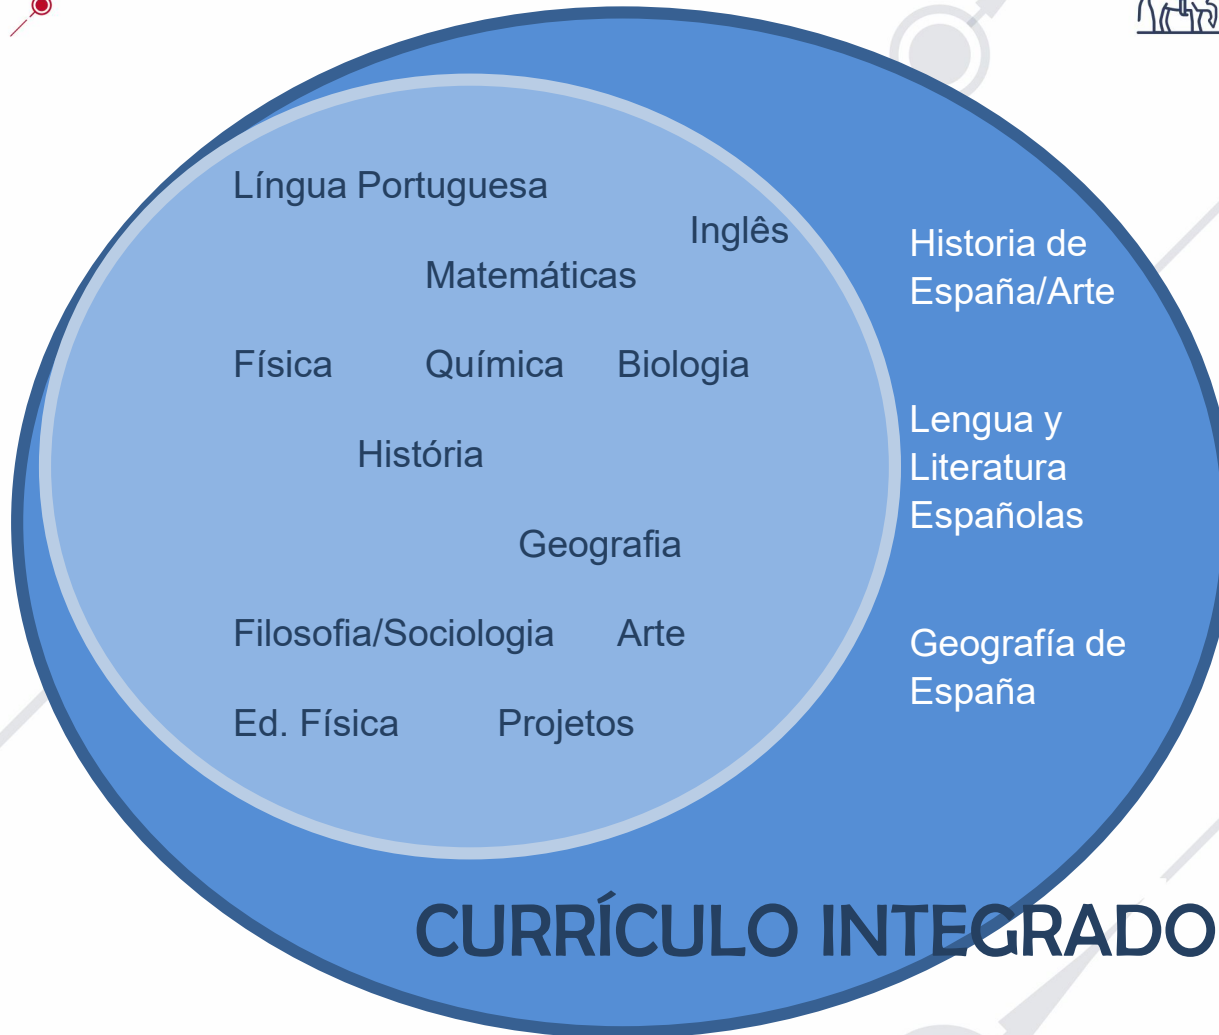 Língua Portuguesa
Inglês
Matemáticas
Física Química Biologia
História
Geografia
Filosofia/Sociologia Arte
Ed. Física Projetos
Historia de
España/Arte
Lengua y
Literatura
Españolas
Geografía de
España
CURRÍCULO INTEGRADO